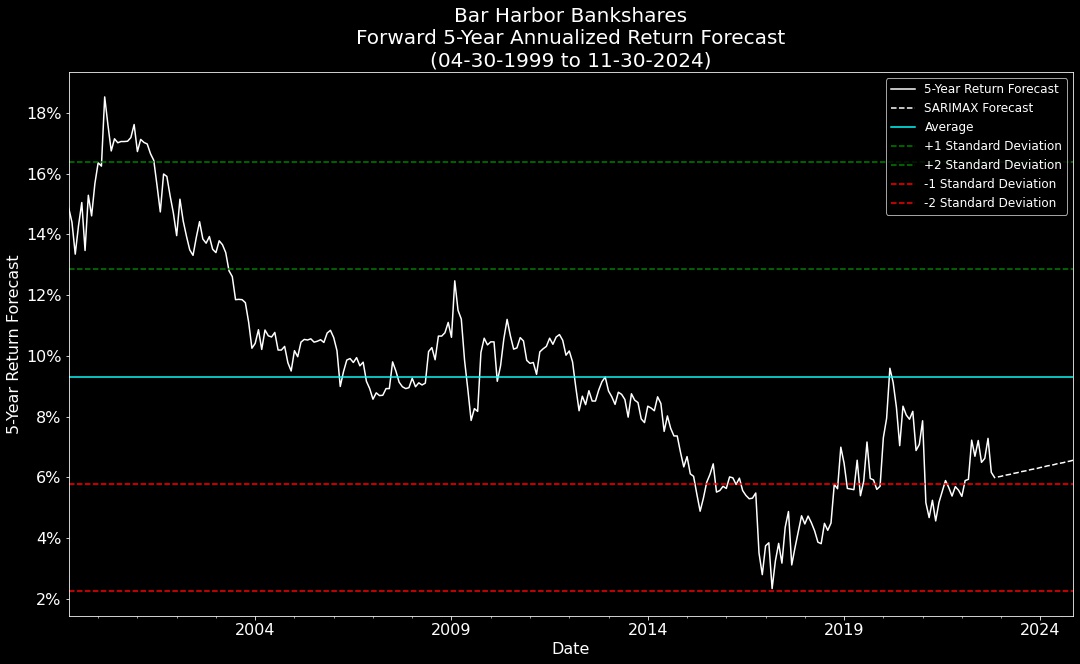 Bar Harbor Bankshares
Forward 5-Year Annualized Return Forecast
(04-30-1999 to 11-30-2024)
5-Year Return Forecast
SARIMAX Forecast
Average
+1 Standard Deviation
+2 Standard Deviation
-1 Standard Deviation
-2 Standard Deviation
5-Year Return Forecast
18%
16%
14%
12%
10%
8%
6%
4%
2%
2004
2009
2014
2019
2024
Date